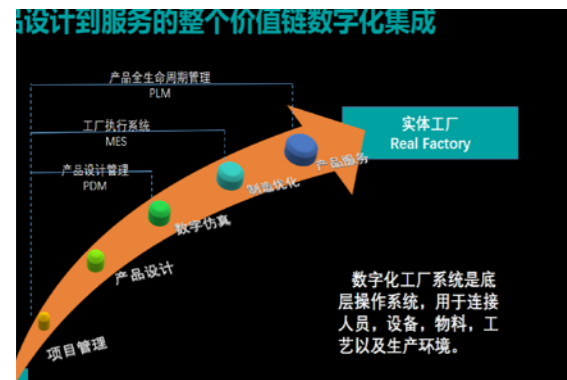 品设计到服务的整个价值链数字化集成
产品全生命周期管理
PLM
工厂执行系统
MES
产品设计管理
PDM
实体工厂
Real Factory
产品服务
制造优化
数字仿真
产品设计
项目管理
数字化工厂系统是底
层操作系统，用于连接
人员，设备，物料，工
艺以及生产环境。